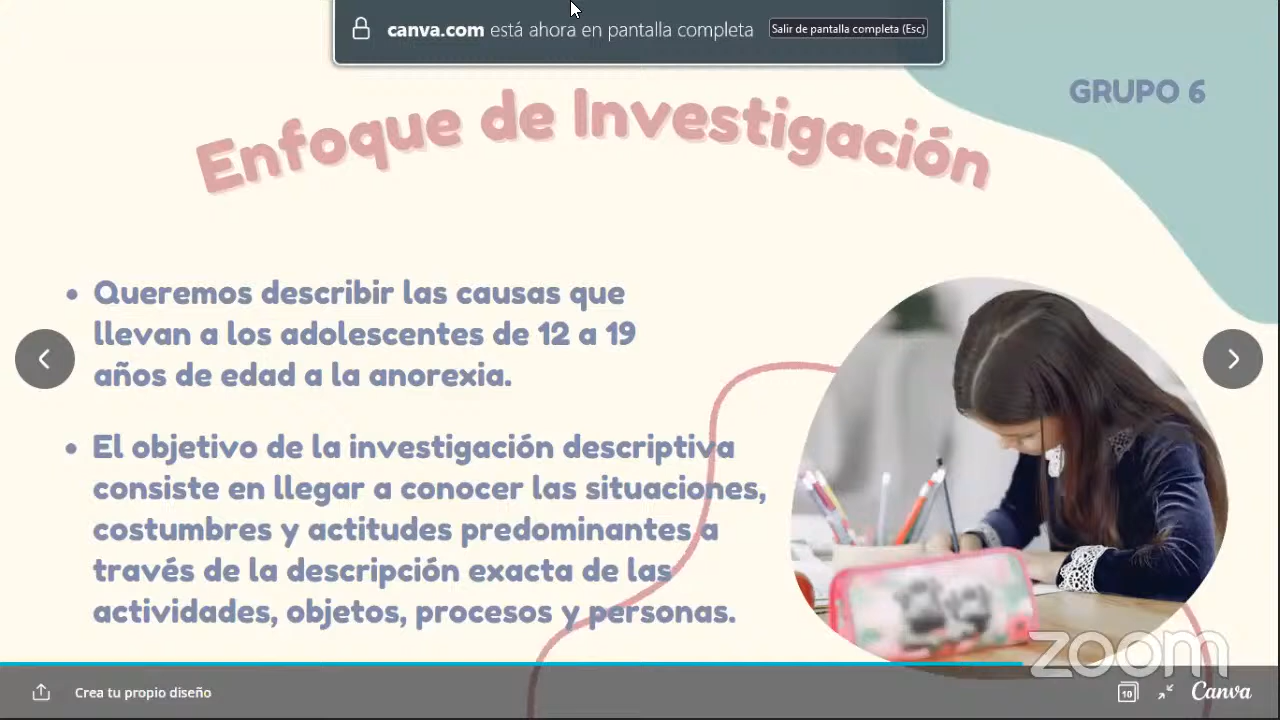 canva.com está ahora en pantalla completa Salir de pantalla completa (Esc)
GRUPO 6
Enfoque de Investigación
• Queremos describir las causas que
llevan a los adolescentes de 12 a 19
años de edad a la anorexia.
• El objetivo de la investigación descriptiva
consiste en llegar a conocer las situaciones,
costumbres y actitudes predominantes a
través de la descripción exacta de las
actividades, objetos, procesos y personas.
zoom
Crea tu propio diseño
10
Canva